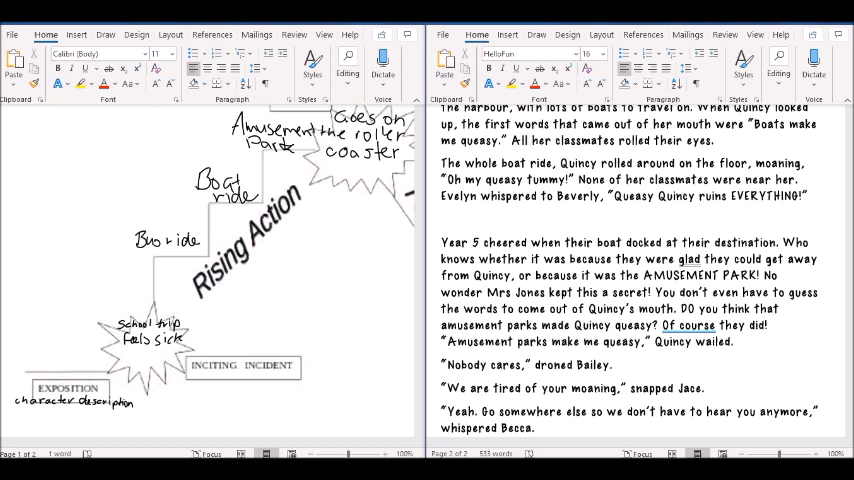 File Home Insert Draw Design Layout References Mailings Review View Help
Calibri (Body) 11
Paste
Styles
Editing
Dictate
Clipboard Font Paragraph Styles Voice
Goes on
the roller
coaster
Amusement
Park
Boat
ride
Bus ride
Rising Action
School trip
Feels sick
INCITING INCIDENT
EXPOSITION
character description
Page 1 of 2 1 word Focus 100%
File Home Insert Draw Design Layout References Mailings Review View Help
HelloFun 16
Paste
Styles
Editing
Dictate
Clipboard Font Paragraph Styles Voice
the harbour, with lots of boats to travel on. When Quincy looked
up, the first words that came out of her mouth were "Boats make
me queasy." All her classmates rolled their eyes.
The whole boat ride, Quincy rolled around on the floor, moaning,
"Oh my queasy tummy!" None of her classmates were near her.
Evelyn whispered to Beverly, "Queasy Quincy ruins EVERYTHING!"
Year 5 cheered when their boat docked at their destination. Who
knows whether it was because they were glad they could get away
from Quincy, or because it was the AMUSEMENT PARK! No
wonder Mrs Jones kept this a secret! You don't even have to guess
the words to come out of Quincy's mouth. DO you think that
amusement parks made Quincy queasy? Of course they did!
"Amusement parks make me queasy," Quincy wailed.
"Nobody cares," droned Bailey.
"We are tired of your moaning," snapped Jace.
"Yeah. Go somewhere else so we don't have to hear you anymore,"
whispered Becca.
Page 2 of 2 533 words Focus 100%